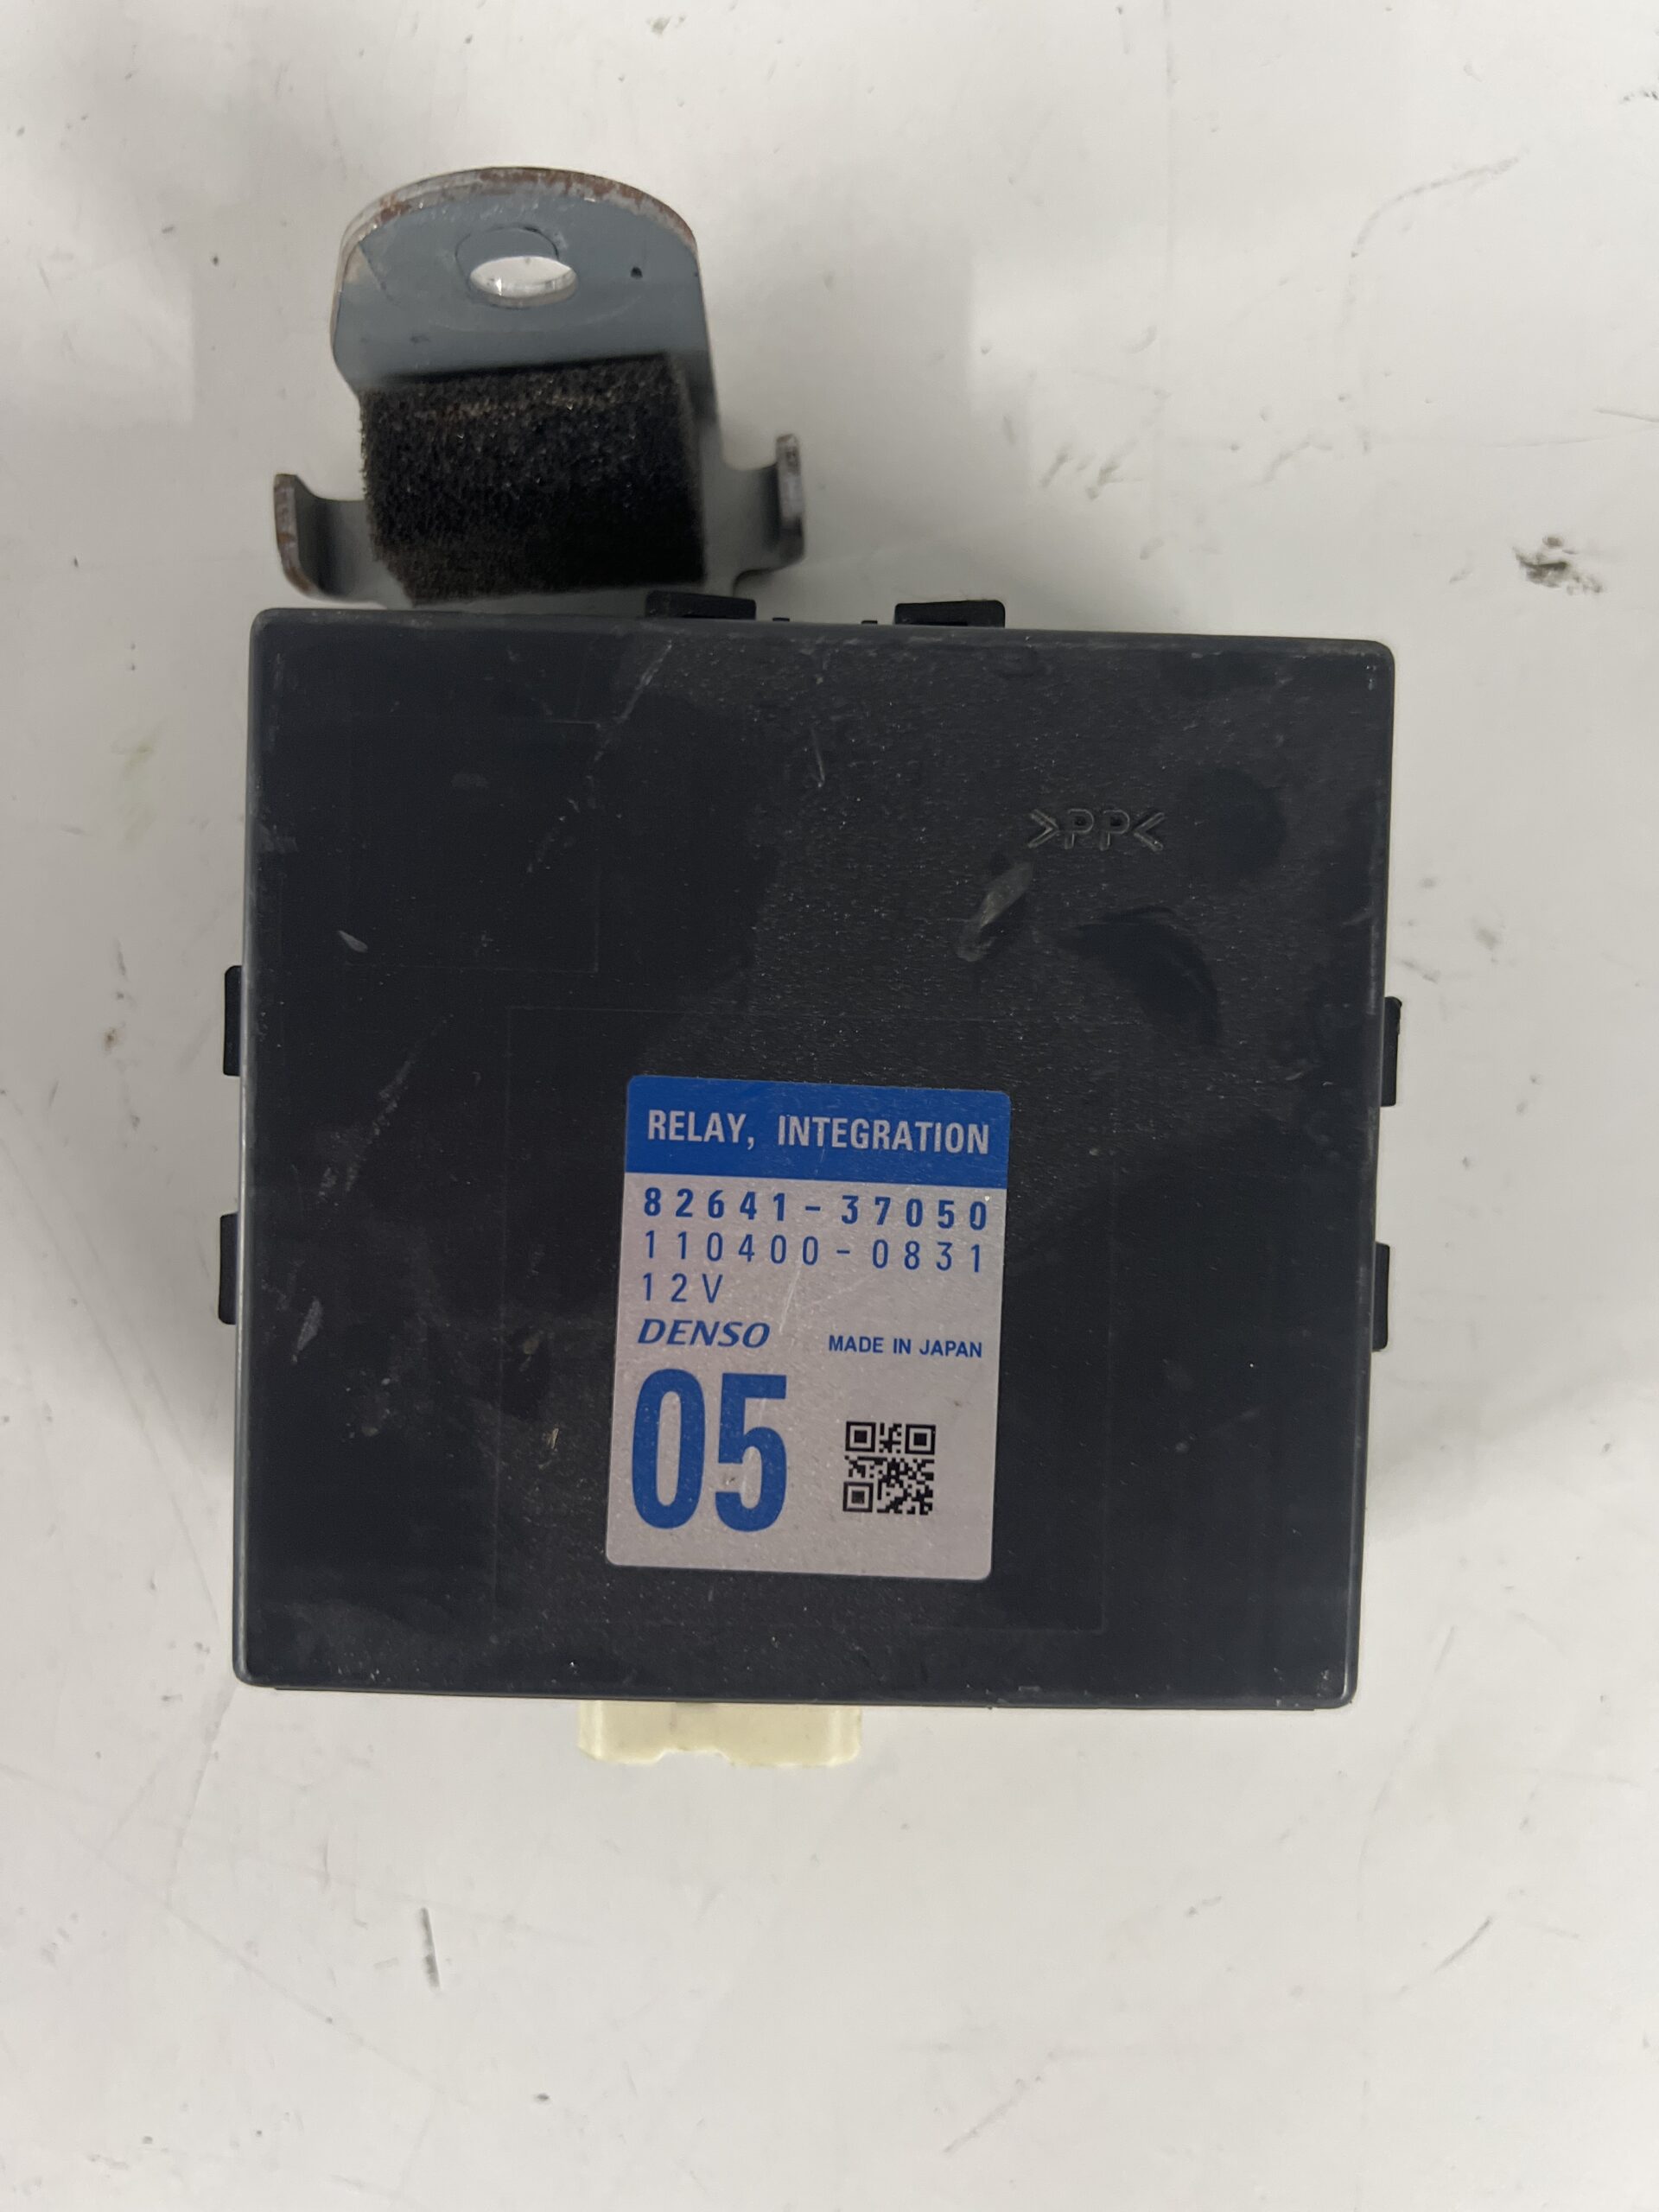 >PP<
RELAY, INTEGRATION
82641-37050
110400-0831
12V
DENSO MADE IN JAPAN
05